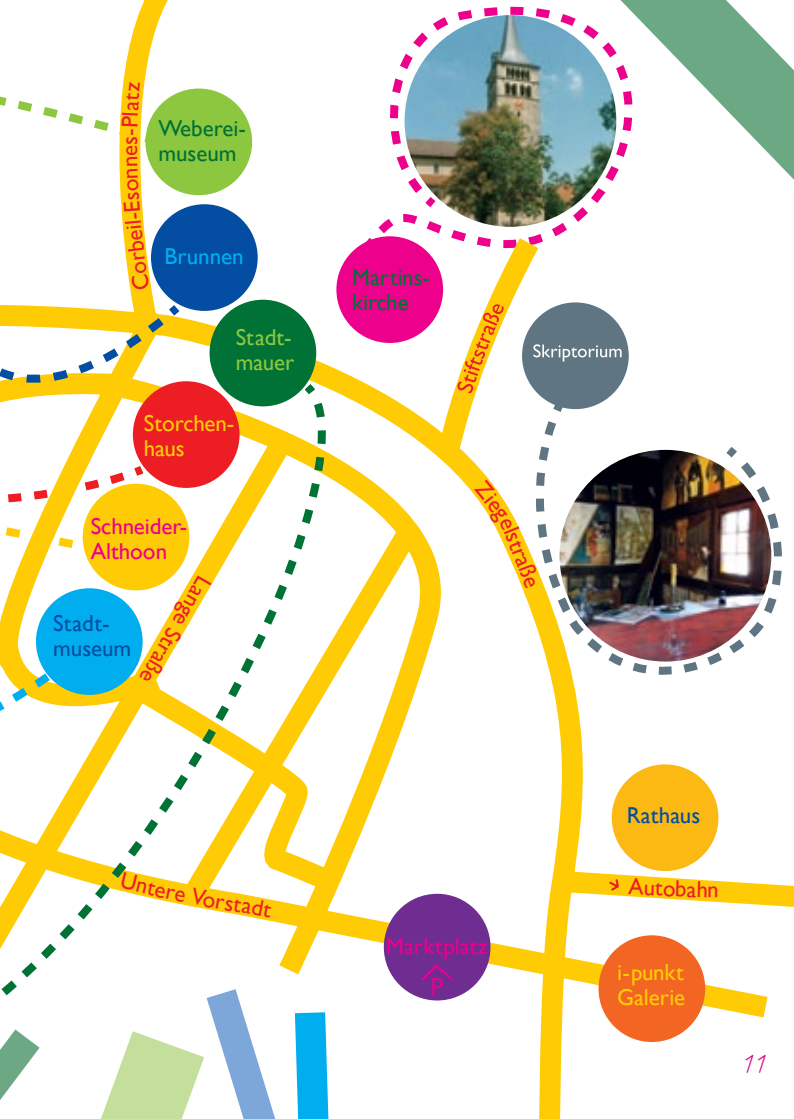 Corbeil-Esonnes-Platz
Weberei-
museum
Brunnen
Martins-
kirche
Stadt-
mauer
Stiftstraße
Skriptorium
Storchen-
haus
Ziegelstraße
Schneider-
Althoon
Lange Straße
Stadt-
museum
Rathaus
Autobahn
Untere Vorstadt
Marktplatz
P
i-punkt
Galerie
11